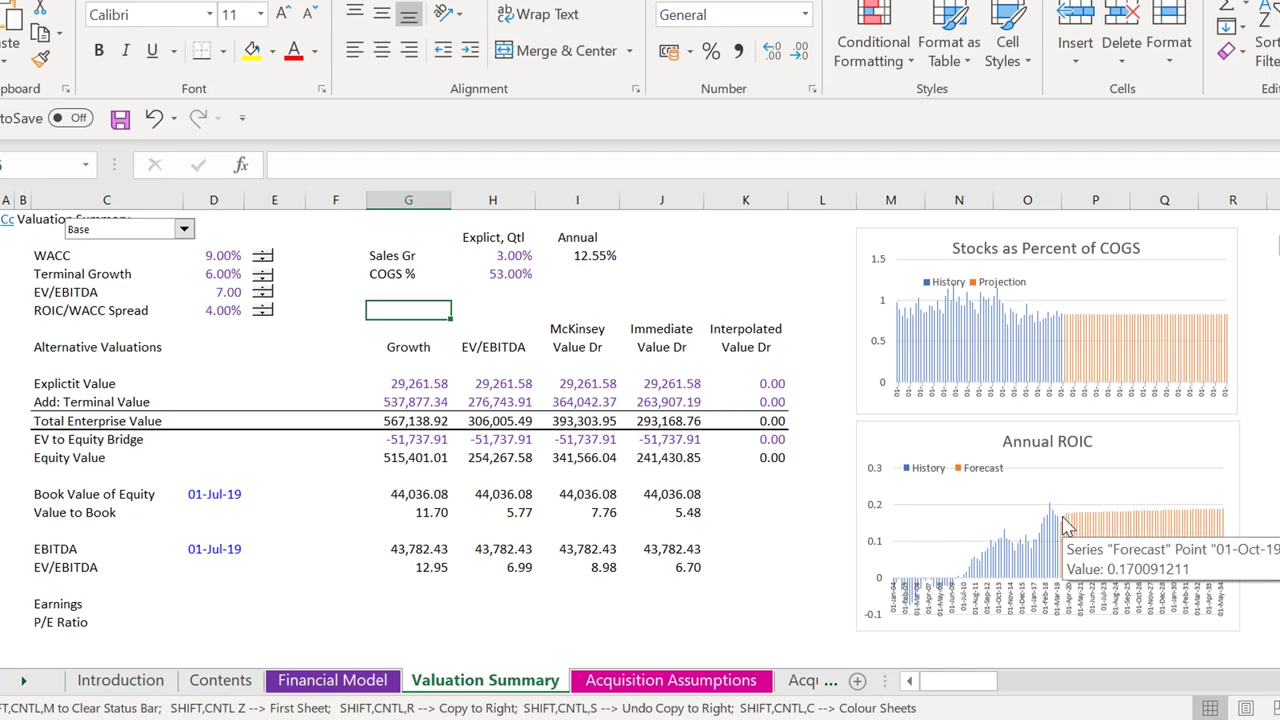 Calibri 11 Wrap Text General
B I U Merge & Center % Conditional Formatting Format as Table Cell Styles Insert Delete Format
Font Alignment Number Styles Cells
Off
fx
A B C D E F G H I J K L M N O P Q R
Cc Valuation Summary
Base
Explict, Qtl Annual
WACC 9.00% Sales Gr 3.00% 12.55%
Terminal Growth 6.00% COGS % 53.00%
EV/EBITDA 7.00
ROIC/WACC Spread 4.00%
McKinsey Immediate Interpolated
Alternative Valuations Growth EV/EBITDA Value Dr Value Dr Value Dr
Explictit Value 29,261.58 29,261.58 29,261.58 29,261.58 0.00
Add: Terminal Value 537,877.34 276,743.91 364,042.37 263,907.19 0.00
Total Enterprise Value 567,138.92 306,005.49 393,303.95 293,168.76 0.00
EV to Equity Bridge -51,737.91 -51,737.91 -51,737.91 -51,737.91 0.00
Equity Value 515,401.01 254,267.58 341,566.04 241,430.85 0.00
Book Value of Equity 01-Jul-19 44,036.08 44,036.08 44,036.08 44,036.08
Value to Book 11.70 5.77 7.76 5.48
EBITDA 01-Jul-19 43,782.43 43,782.43 43,782.43 43,782.43
EV/EBITDA 12.95 6.99 8.98 6.70
Earnings
P/E Ratio
Stocks as Percent of COGS
1.5
History Projection
1
0.5
0
Annual ROIC
0.3
History Forecast
0.2
0.1
0
-0.1
Series "Forecast" Point "01-Oct-19
Value: 0.170091211
Introduction Contents Financial Model Valuation Summary Acquisition Assumptions ...
SHIFT,CNTL,M to Clear Status Bar; SHIFT,CNTL Z --> First Sheet; SHIFT,CNTL,R --> Copy to Right; SHIFT,CNTL,S --> Undo Copy to Right; SHIFT,CNTL,C --> Colour Sheets